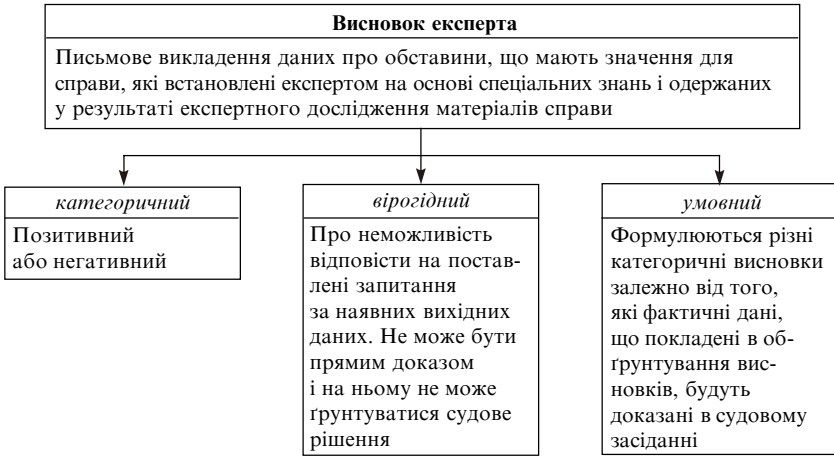 Висновок експерта
Письмове викладення даних про обставини, що мають значення для
справи, які встановлені експертом на основі спеціальних знань і одержаних
у результаті експертного дослідження матеріалів справи
категоричний
Позитивний
або негативний
вірогідний
Про неможливість
відповісти на постав-
лені запитання
за наявних вихідних
даних. Не може бути
прямим доказом
і на ньому не може
ґрунтуватися судове
рішення
умовний
Формулюються різні
категоричні висновки
залежно від того,
які фактичні дані,
що покладені в об-
ґрунтування вис-
новків, будуть
доказані в судовому
засіданні